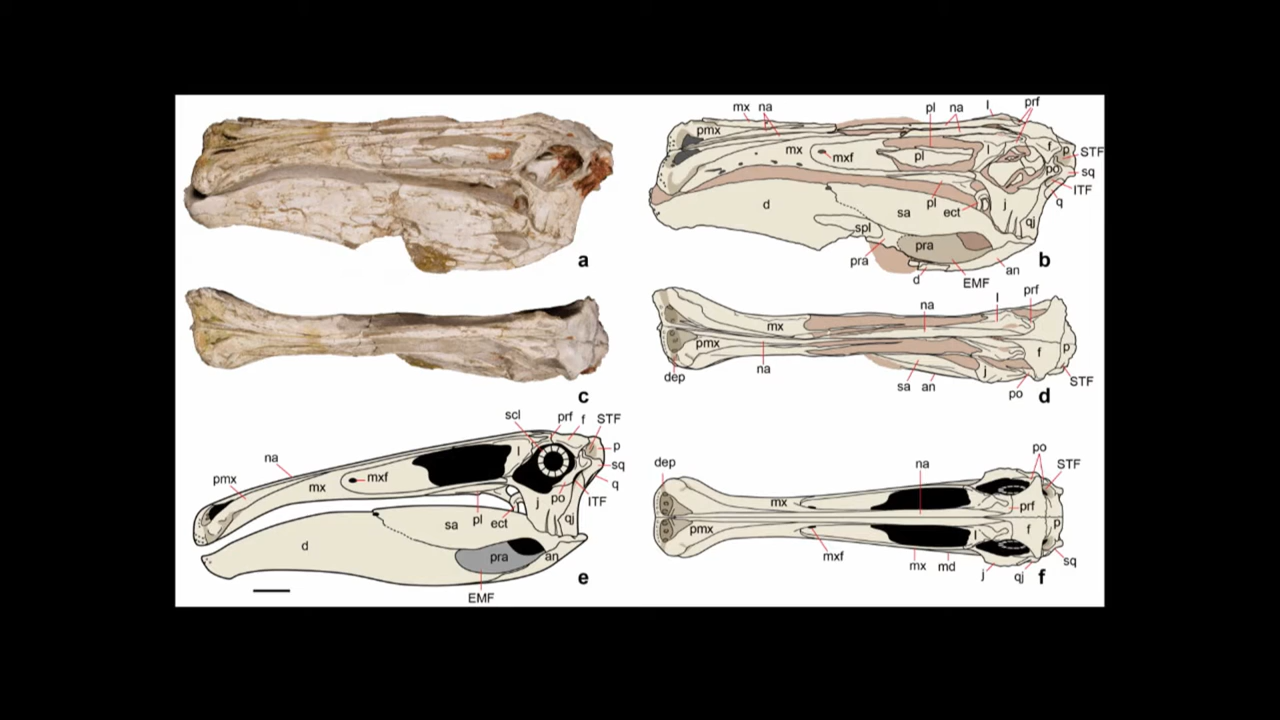 mx na pl na l prf
pmx
mx mxf pl l f p STF
po sq
ITF
d sa pl ect j q
spl qj
pra pra an
d EMF
a b
na l prf
mx
pmx f p
na j
dep sa an po STF
c d
scl prf f STF
na l p
pmx mx mxf sq
q
j po ITF
sa pl ect qj
d pra an
EMF
e
po
dep na STF
mx prf
pmx l f p
mxf mx md j qj sq
f